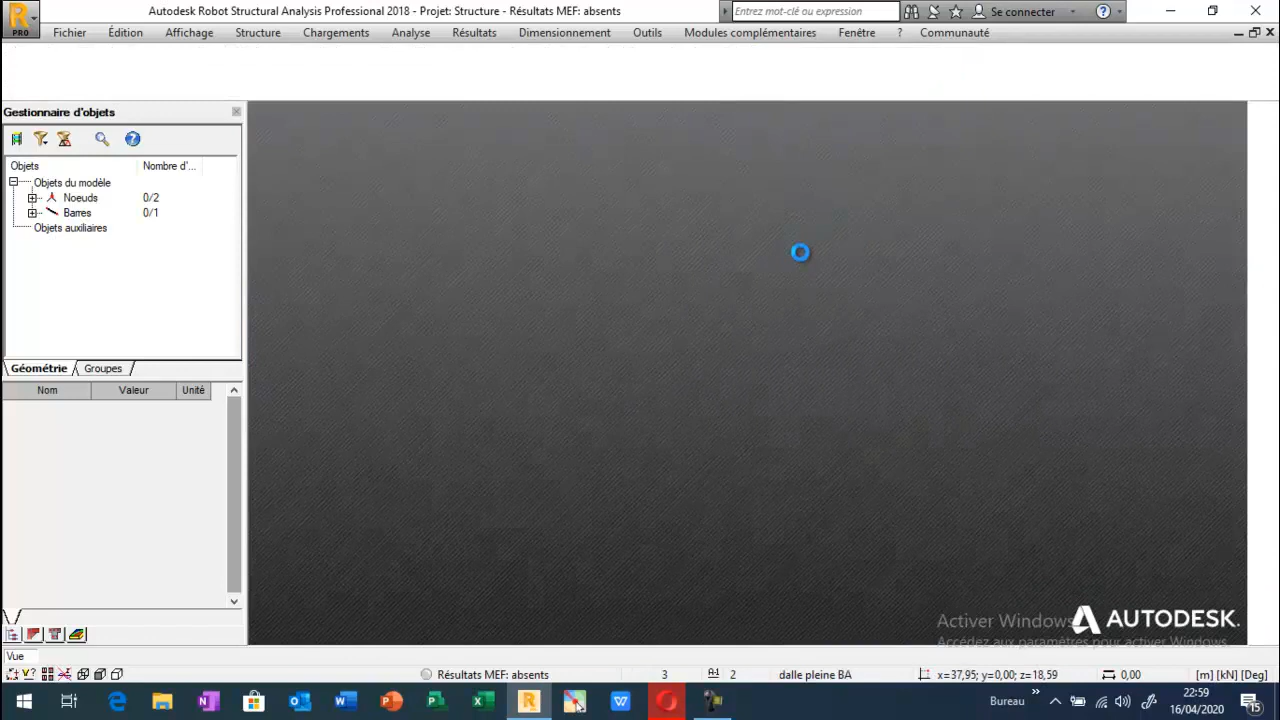 Autodesk Robot Structural Analysis Professional 2018 - Projet: Structure - Résultats MEF: absents
Entrez mot-clé ou expression
Se connecter
PRO
Fichier Édition Affichage Structure Chargements Analyse Résultats Dimensionnement Outils Modules complémentaires Fenêtre ? Communauté
Gestionnaire d'objets
Objets Nombre d'...
Objets du modèle
Noeuds 0/2
Barres 0/1
Objets auxiliaires
Géométrie Groupes
Nom Valeur Unité
Activer Windows
AUTODESK.
Accédez aux paramètres pour activer Windows.
Vue
Résultats MEF: absents 3 2 dalle pleine BA x=37,95; y=0,00; z=18,59 0,00 [m] [kN] [Deg]
Bureau
22:59
16/04/2020
15